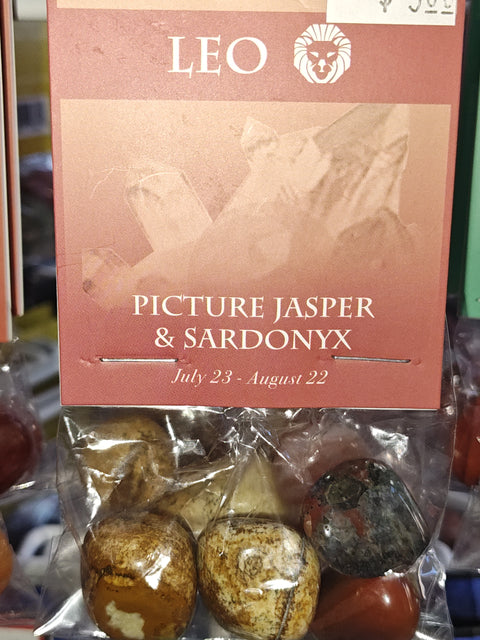 LEO
PICTURE JASPER
& SARDONYX
July 23 - August 22